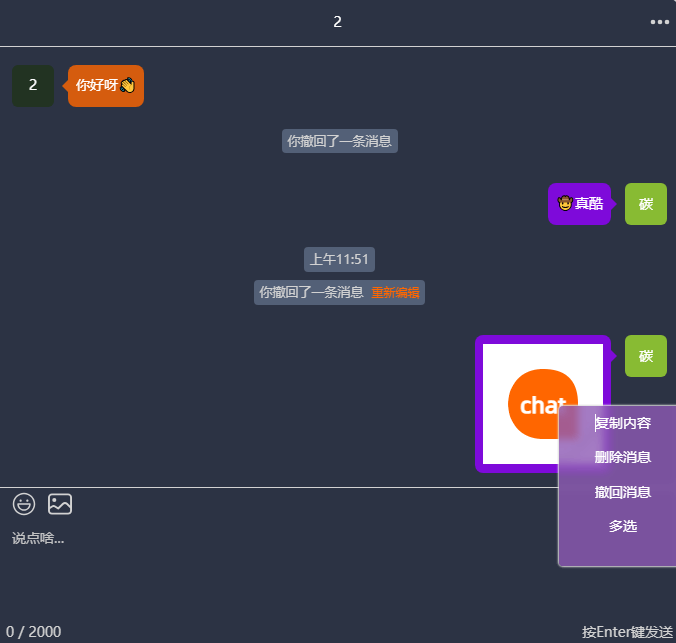 2
2
你好呀👏
你撤回了一条消息
🤠真酷
碳
上午11:51
你撤回了一条消息 重新编辑
碳
chat
复制内容
删除消息
撤回消息
多选
说点啥...
0 / 2000
按Enter键发送